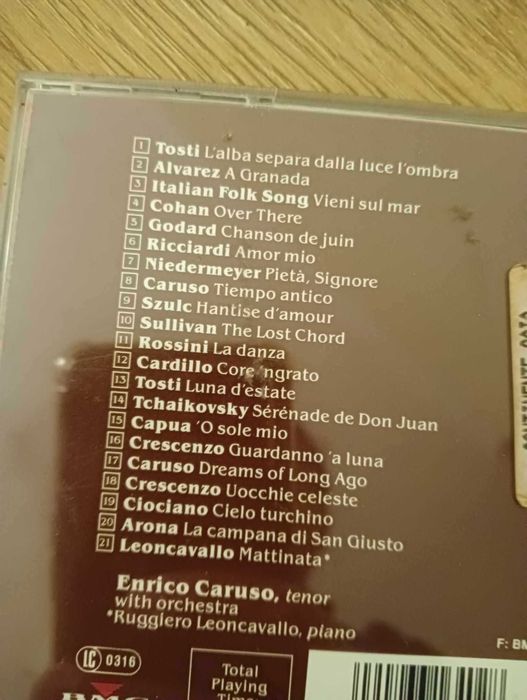 1 Tosti L'alba separa dalla luce l'ombra
2 Alvarez A Granada
3 Italian Folk Song Vieni sul mar
4 Cohan Over There
5 Godard Chanson de juin
6 Ricciardi Amor mio
7 Niedermeyer Pietà, Signore
8 Caruso Tiempo antico
9 Szulc Hantise d'amour
10 Sullivan The Lost Chord
11 Rossini La danza
12 Cardillo Core 'ngrato
13 Tosti Luna d'estate
14 Tchaikovsky Sérénade de Don Juan
15 Capua 'O sole mio
16 Crescenzo Guardanno 'a luna
17 Caruso Dreams of Long Ago
18 Crescenzo Uocchie celeste
19 Ciociano Cielo turchino
20 Arona La campana di San Giusto
21 Leoncavallo Mattinata*
Enrico Caruso, tenor
with orchestra
*Ruggiero Leoncavallo, piano
F: BM
LC 0316
Total
Playing
Time
BMG